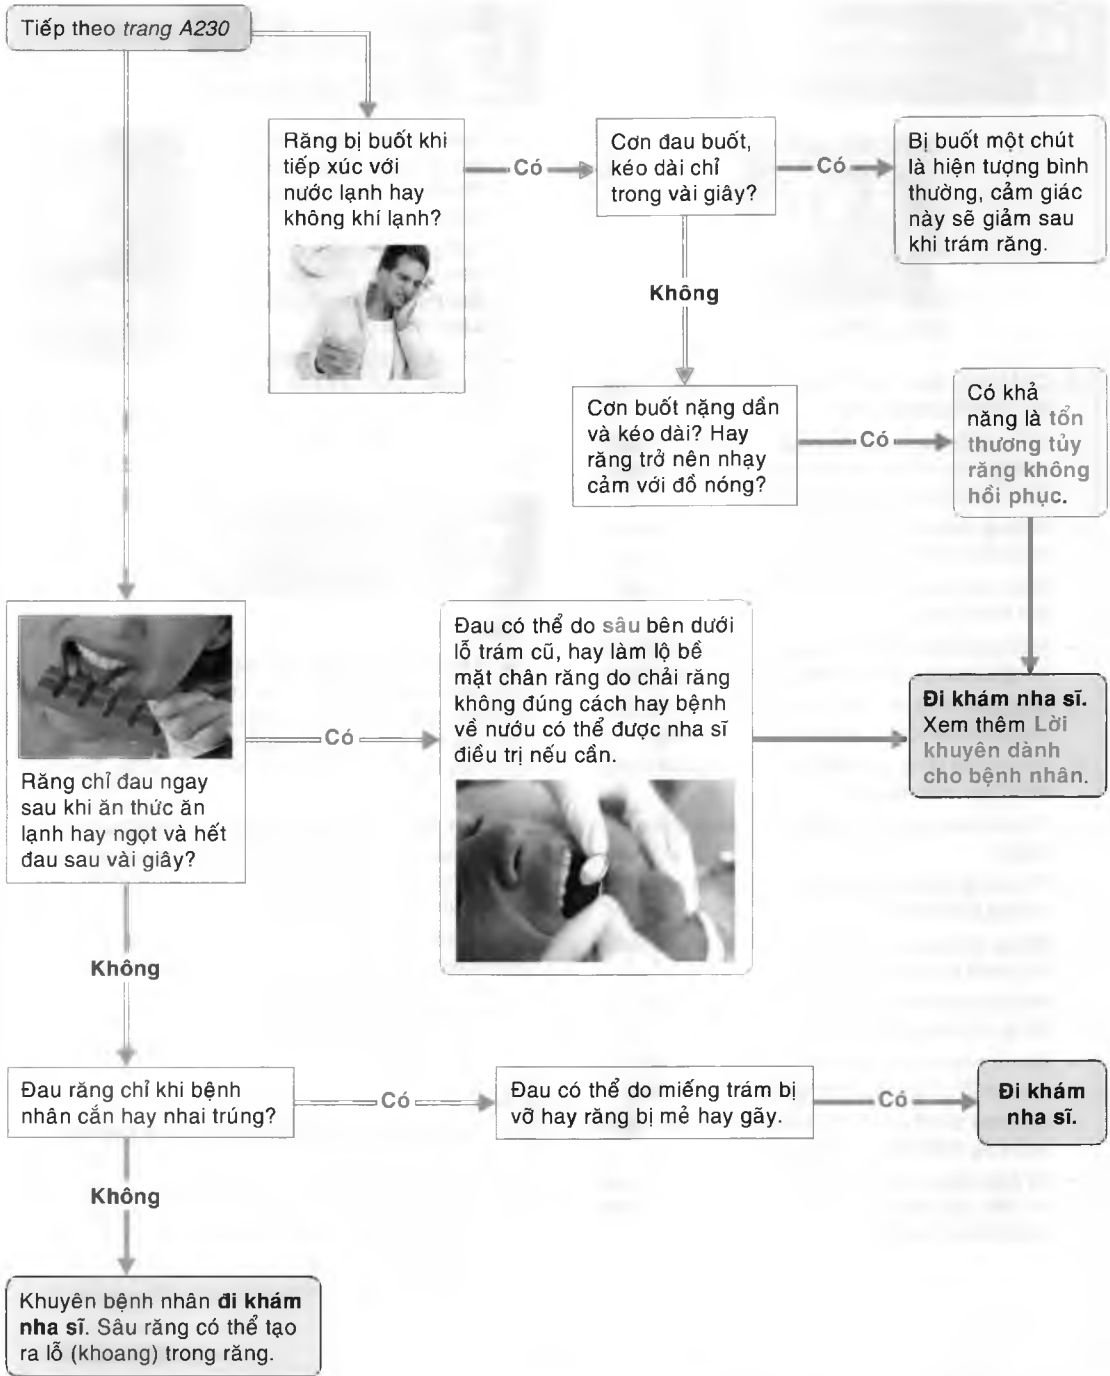 Tiếp theo trang A230
Răng bị buốt khi
tiếp xúc với
nước lạnh hay
không khí lạnh?
Có
Cơn đau buốt,
kéo dài chỉ
trong vài giây?
Có
Bị buốt một chút
là hiện tượng bình
thường, cảm giác
này sẽ giảm sau
khi trám răng.
Không
Cơn buốt nặng dần
và kéo dài? Hay
răng trở nên nhạy
cảm với đồ nóng?
Có
Có khả
năng là tổn
thương tủy
răng không
hồi phục.
Răng chỉ đau ngay
sau khi ăn thức ăn
lạnh hay ngọt và hết
đau sau vài giây?
Có
Đau có thể do sâu bên dưới
lỗ trám cũ, hay làm lộ bề
mặt chân răng do chải răng
không đúng cách hay bệnh
về nướu có thể được nha sĩ
điều trị nếu cần.
Đi khám nha sĩ.
Xem thêm Lời
khuyên dành
cho bệnh nhân.
Không
Đau răng chỉ khi bệnh
nhân cắn hay nhai trúng?
Có
Đau có thể do miếng trám bị
vỡ hay răng bị mẻ hay gãy.
Có
Đi khám
nha sĩ.
Không
Khuyên bệnh nhân đi khám
nha sĩ. Sâu răng có thể tạo
ra lỗ (khoang) trong răng.